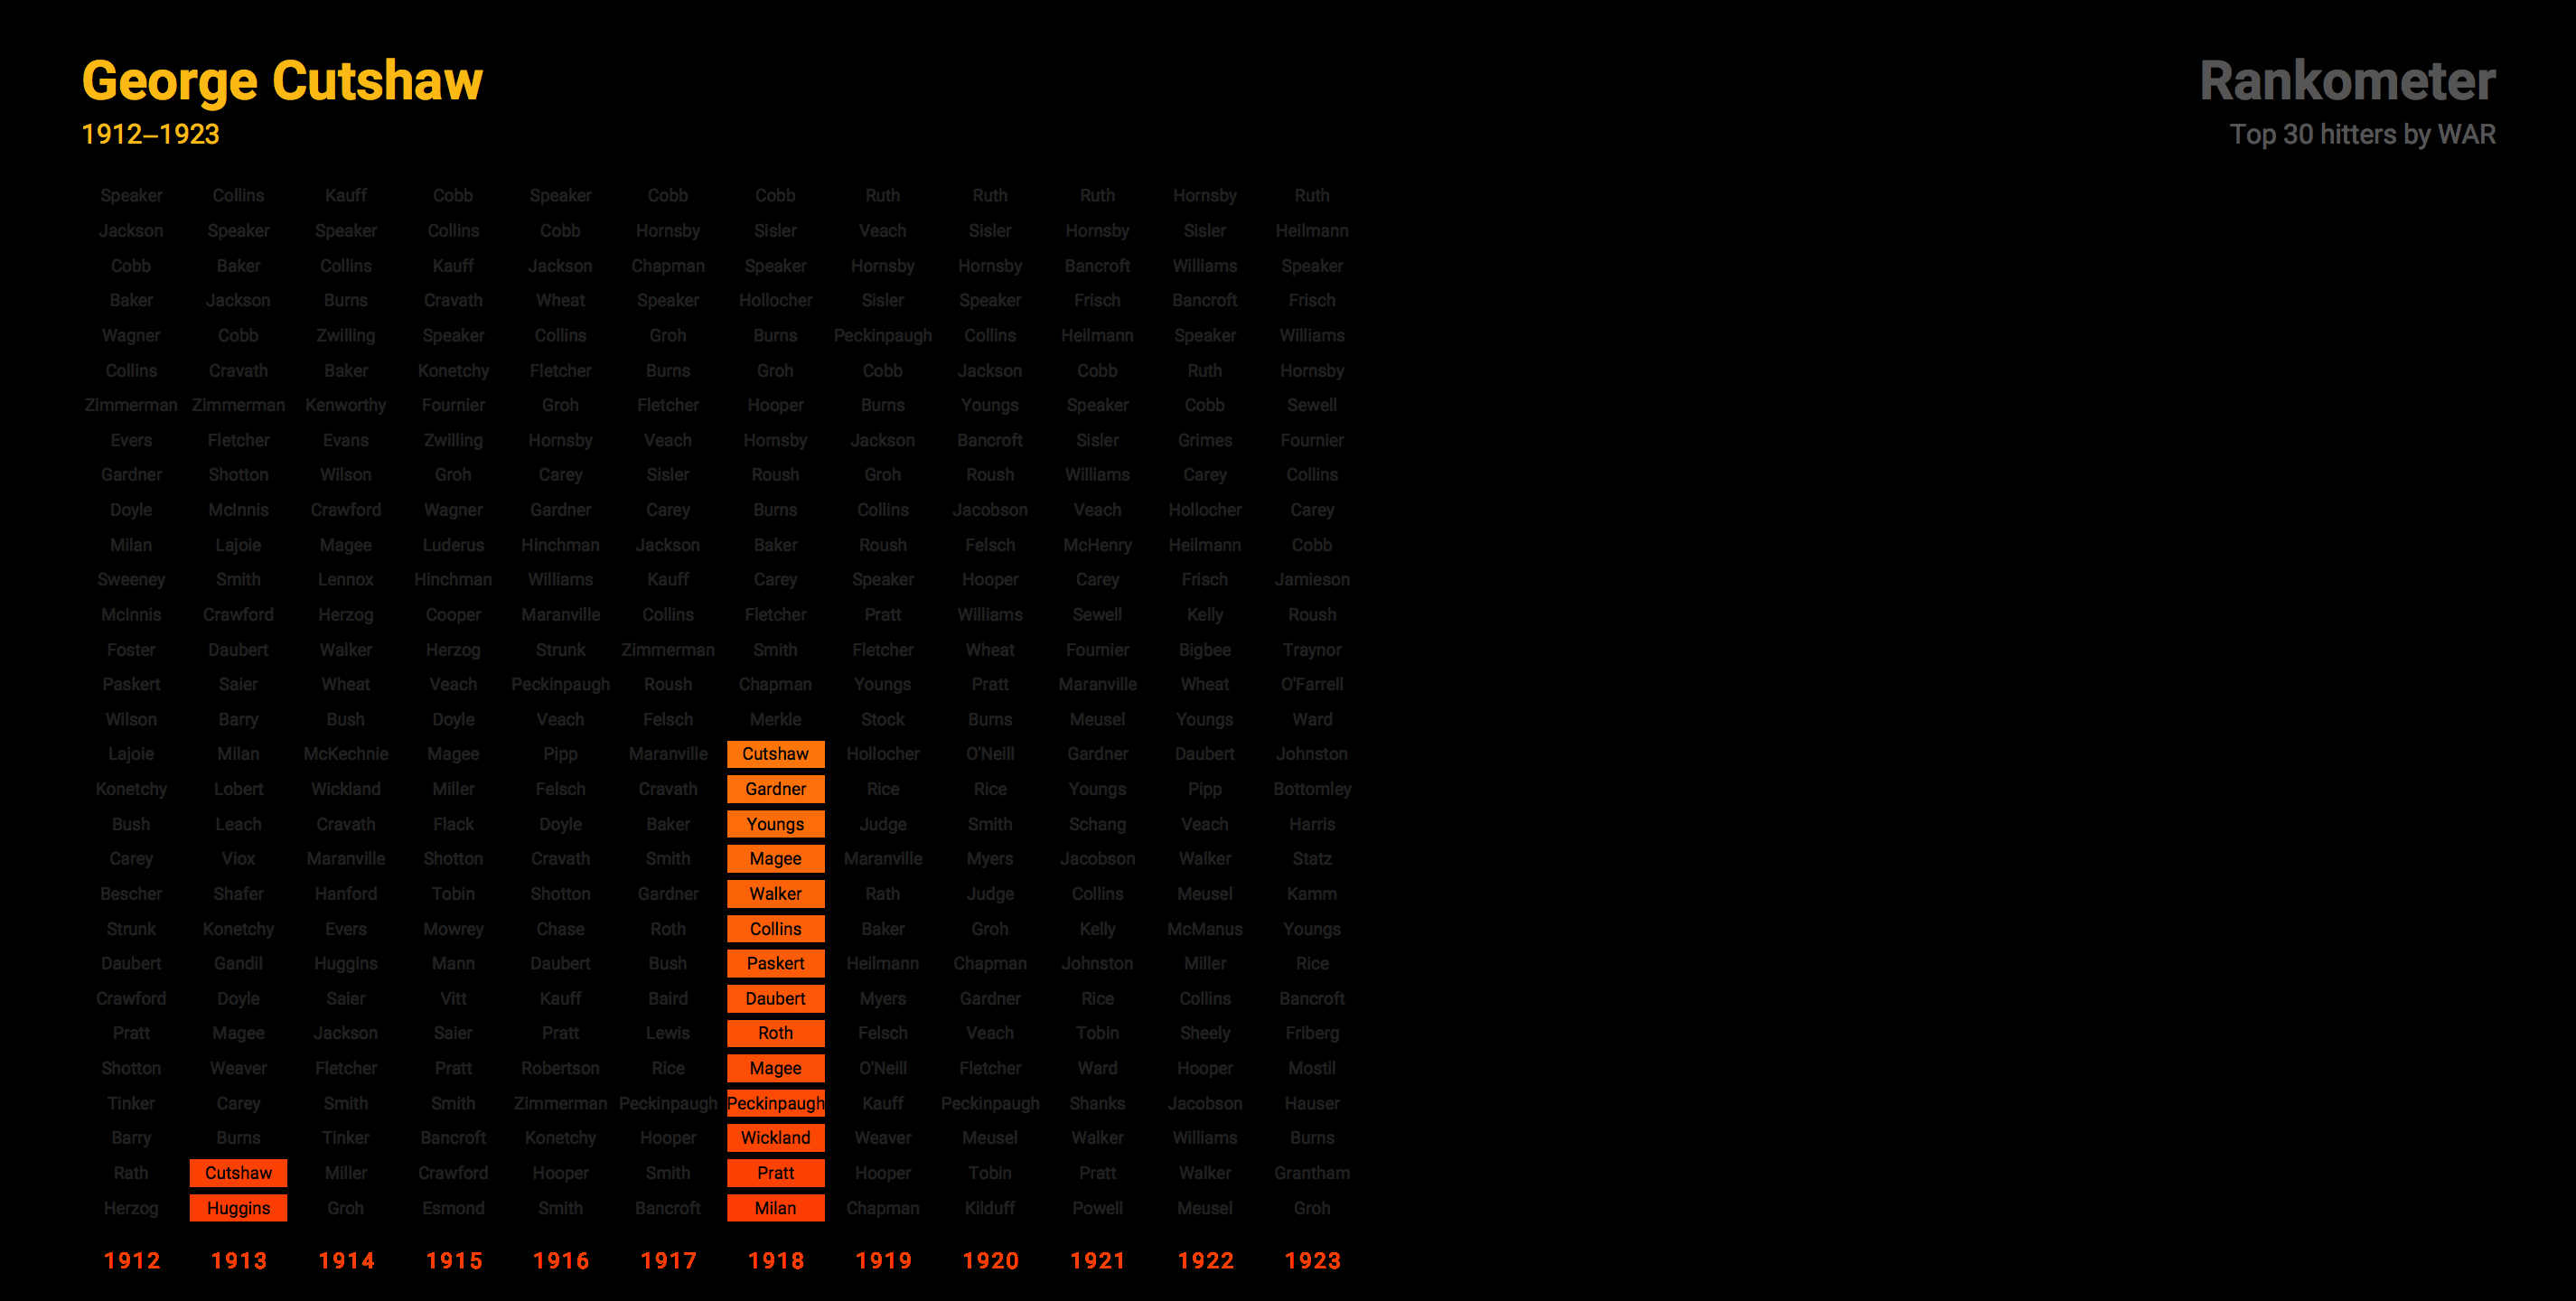 George Cutshaw
Rankometer
1912–1923
Top 30 hitters by WAR
Speaker Collins Kauff Cobb Speaker Cobb Cobb Ruth Ruth Ruth Hornsby Ruth
Jackson Speaker Speaker Collins Cobb Hornsby Sisler Veach Sisler Hornsby Sisler Heilmann
Cobb Baker Collins Kauff Jackson Chapman Speaker Hornsby Hornsby Bancroft Williams Speaker
Baker Jackson Burns Cravath Wheat Speaker Hollocher Sisler Speaker Frisch Bancroft Frisch
Wagner Cobb Zwilling Speaker Collins Groh Burns Peckinpaugh Collins Heilmann Speaker Williams
Collins Cravath Baker Konetchy Fletcher Burns Groh Cobb Jackson Cobb Ruth Hornsby
Zimmerman Zimmerman Kenworthy Fournier Groh Fletcher Hooper Burns Youngs Speaker Cobb Sewell
Evers Fletcher Evans Zwilling Hornsby Veach Hornsby Jackson Bancroft Sisler Grimes Fournier
Gardner Shotton Wilson Groh Carey Sisler Roush Groh Roush Williams Carey Collins
Doyle McInnis Crawford Wagner Gardner Carey Burns Collins Jacobson Veach Hollocher Carey
Milan Lajoie Magee Luderus Hinchman Jackson Baker Roush Felsch McHenry Heilmann Cobb
Sweeney Smith Lennox Hinchman Williams Kauff Carey Speaker Hooper Carey Frisch Jamieson
McInnis Crawford Herzog Cooper Maranville Collins Fletcher Pratt Williams Sewell Kelly Roush
Foster Daubert Walker Herzog Strunk Zimmerman Smith Fletcher Wheat Fournier Bigbee Traynor
Paskert Saier Wheat Veach Peckinpaugh Roush Chapman Youngs Pratt Maranville Wheat O'Farrell
Wilson Barry Bush Doyle Veach Felsch Merkle Stock Burns Meusel Youngs Ward
Lajoie Milan McKechnie Magee Pipp Maranville Cutshaw Hollocher O'Neill Gardner Daubert Johnston
Konetchy Lobert Wickland Miller Felsch Cravath Gardner Rice Rice Youngs Pipp Bottomley
Bush Leach Cravath Flack Doyle Baker Youngs Judge Smith Schang Veach Harris
Carey Viox Maranville Shotton Cravath Smith Magee Maranville Myers Jacobson Walker Statz
Bescher Shafer Hanford Tobin Shotton Gardner Walker Rath Judge Collins Meusel Kamm
Strunk Konetchy Evers Mowrey Chase Roth Collins Baker Groh Kelly McManus Youngs
Daubert Gandil Huggins Mann Daubert Bush Paskert Heilmann Chapman Johnston Miller Rice
Crawford Doyle Saier Vitt Kauff Baird Daubert Myers Gardner Rice Collins Bancroft
Pratt Magee Jackson Saier Pratt Lewis Roth Felsch Veach Tobin Sheely Friberg
Shotton Weaver Fletcher Pratt Robertson Rice Magee O'Neill Fletcher Ward Hooper Mostil
Tinker Carey Smith Smith Zimmerman Peckinpaugh Peckinpaugh Kauff Peckinpaugh Shanks Jacobson Hauser
Barry Burns Tinker Bancroft Konetchy Hooper Wickland Weaver Meusel Walker Williams Burns
Rath Cutshaw Miller Crawford Hooper Smith Pratt Hooper Tobin Pratt Walker Grantham
Herzog Huggins Groh Esmond Smith Bancroft Milan Chapman Kilduff Powell Meusel Groh
1912 1913 1914 1915 1916 1917 1918 1919 1920 1921 1922 1923